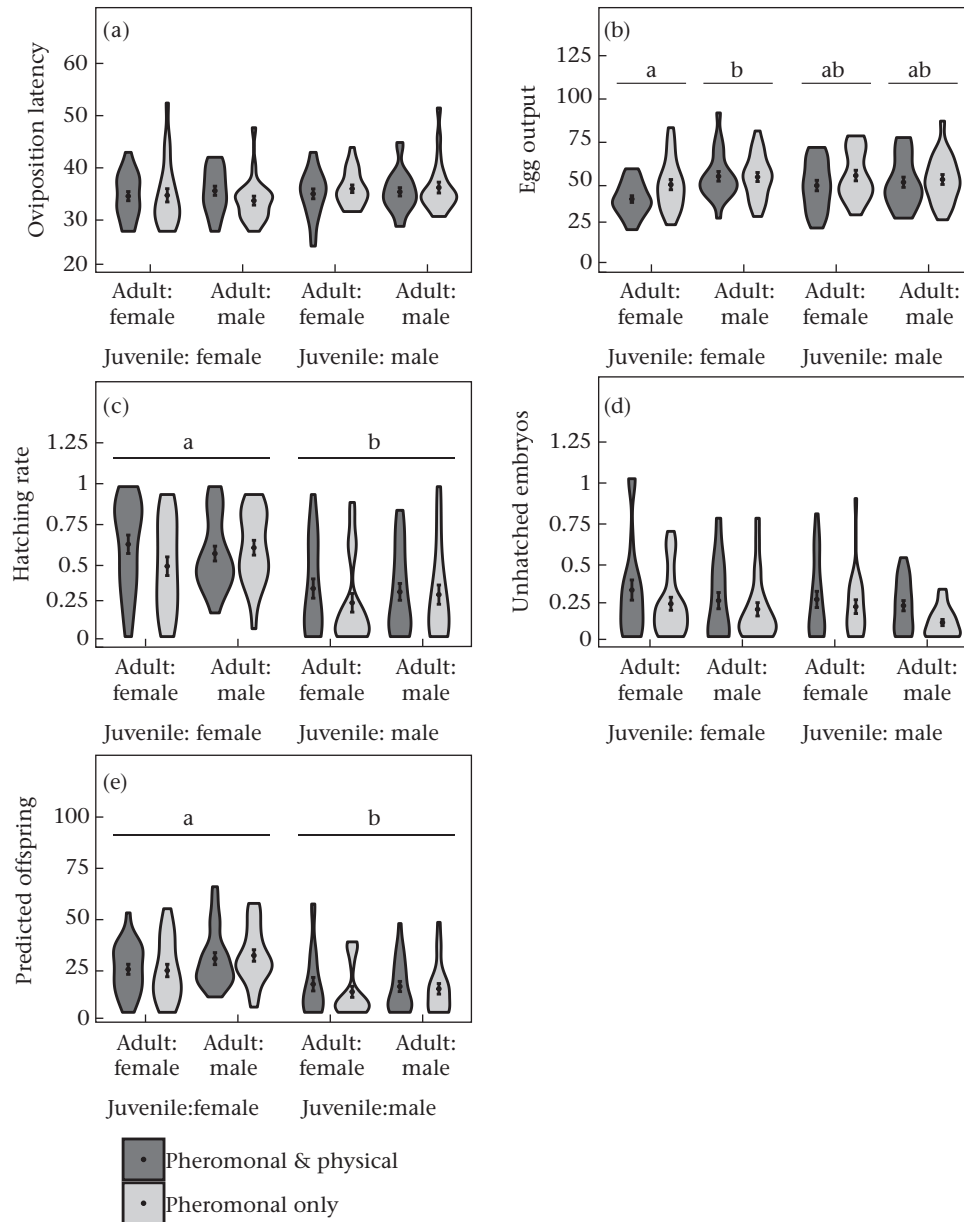 (a)
Oviposition latency
60
50
40
30
20
Adult: female
Adult: male
Adult: female
Adult: male
Juvenile: female
Juvenile: male
(b)
Egg output
125
100
75
50
25
0
a
b
ab
ab
Adult: female
Adult: male
Adult: female
Adult: male
Juvenile: female
Juvenile: male
(c)
Hatching rate
1.25
1
0.75
0.5
0.25
0
a
b
Adult: female
Adult: male
Adult: female
Adult: male
Juvenile: female
Juvenile: male
(d)
Unhatched embryos
1.25
1
0.75
0.5
0.25
0
Adult: female
Adult: male
Adult: female
Adult: male
Juvenile: female
Juvenile: male
(e)
Predicted offspring
100
75
50
25
0
a
b
Adult: female
Adult: male
Adult: female
Adult: male
Juvenile:female
Juvenile:male
Pheromonal & physical
Pheromonal only